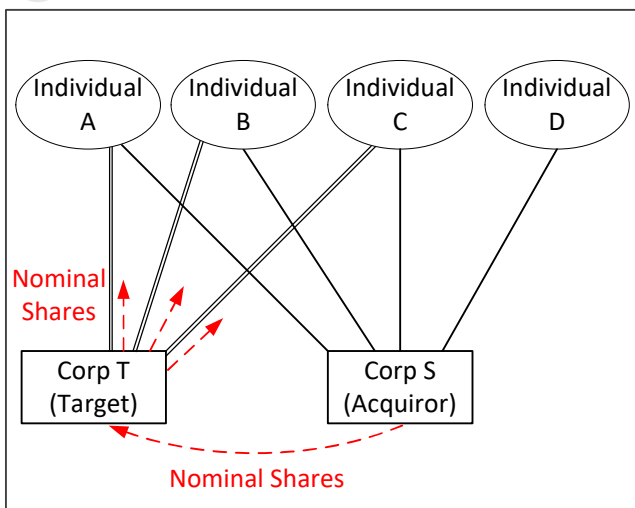 Individual
A
Individual
B
Individual
C
Individual
D
Nominal
Shares
Corp T
(Target)
Corp S
(Acquiror)
Nominal Shares